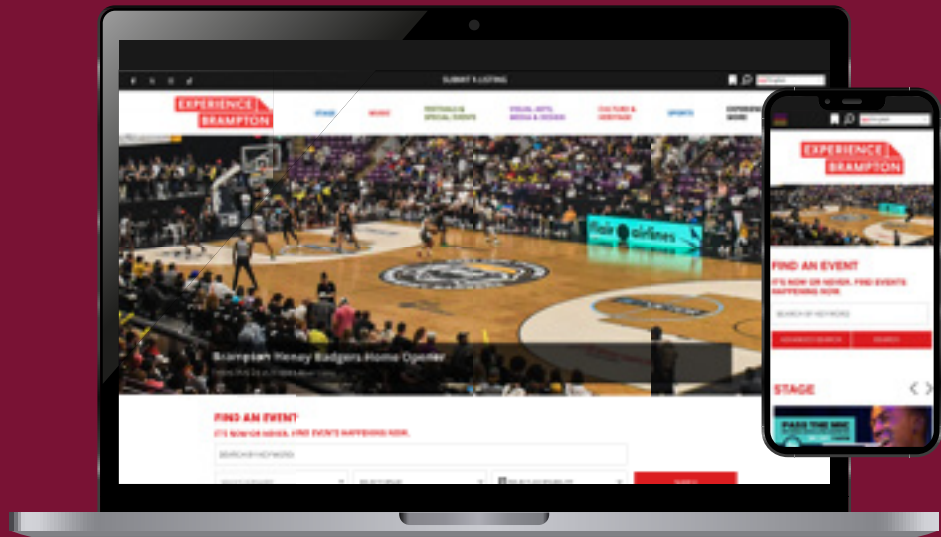 SUBMIT A LISTING
EXPERIENCE
BRAMPTON
STAGE
MUSIC
FESTIVALS &
SPECIAL EVENTS
VISUAL ARTS,
MEDIA & DESIGN
CULTURE &
HERITAGE
SPORTS
EXPERIENCE
MORE
flair airlines
Brampton Honey Badgers Home Opener
FIND AN EVENT
IT'S NOW OR NEVER. FIND EVENTS HAPPENING NOW.
SEARCH BY KEYWORD
EXPERIENCE
BRAMPTON
FIND AN EVENT
IT'S NOW OR NEVER. FIND EVENTS
HAPPENING NOW.
SEARCH BY KEYWORD
ADVANCED SEARCH
SEARCH
STAGE
PASS THE MIC